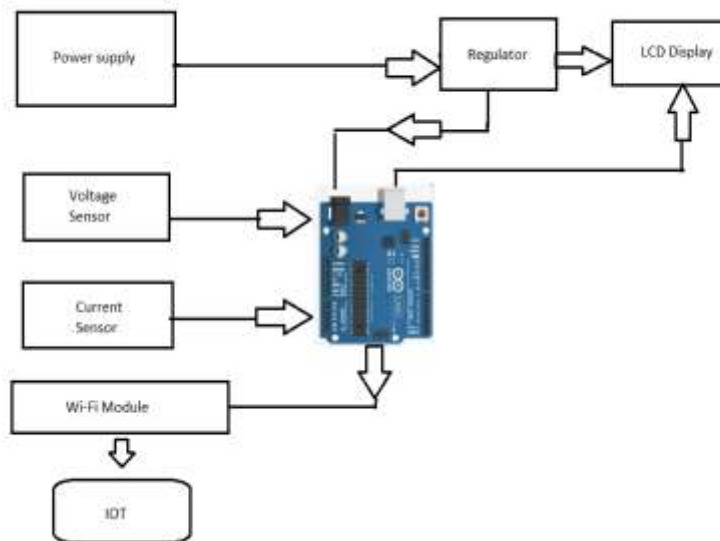 Power supply
Regulator
LCD Display
Voltage
Sensor
Current
Sensor
Wi-Fi Module
IOT